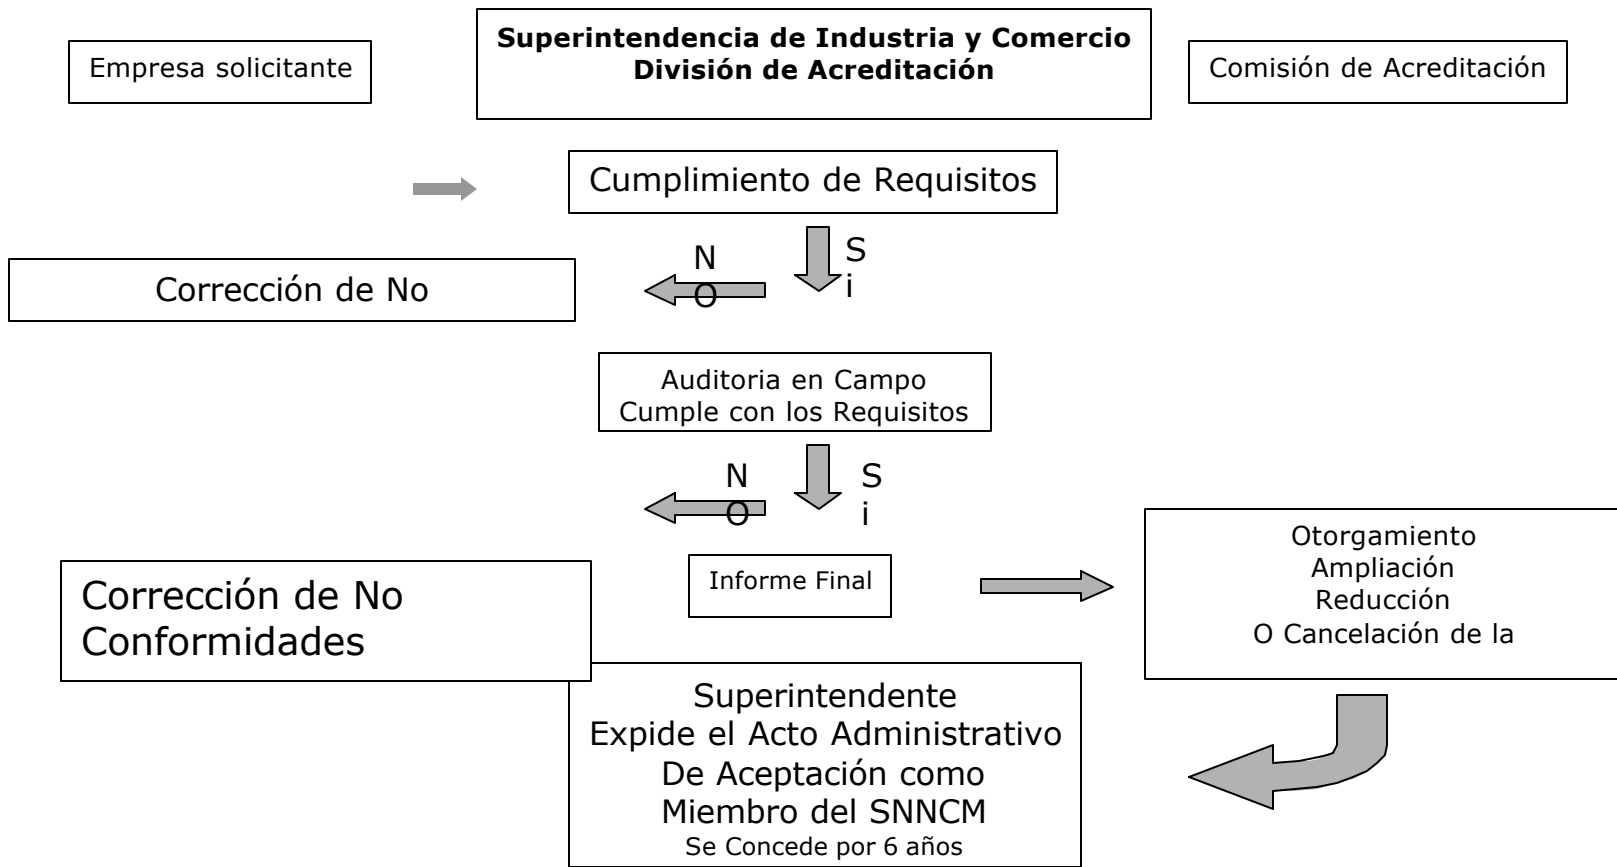 Empresa solicitante
Superintendencia de Industria y Comercio
División de Acreditación
Comisión de Acreditación
Cumplimiento de Requisitos
N
O
S
i
Corrección de No
Auditoria en Campo
Cumple con los Requisitos
N
O
S
i
Corrección de No
Conformidades
Informe Final
Otorgamiento
Ampliación
Reducción
O Cancelación de la
Superintendente
Expide el Acto Administrativo
De Aceptación como
Miembro del SNNCM
Se Concede por 6 años